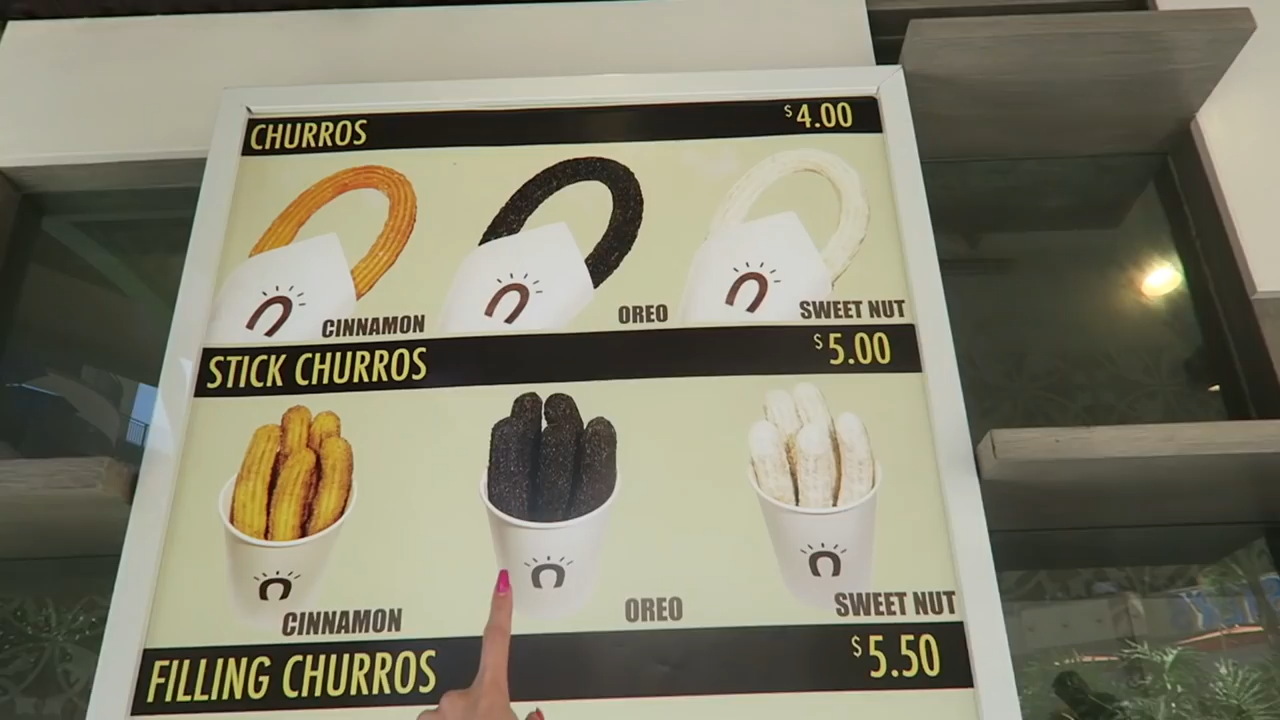 CHURROS $4.00
CINNAMON OREO SWEET NUT
STICK CHURROS $5.00
CINNAMON OREO SWEET NUT
FILLING CHURROS $5.50